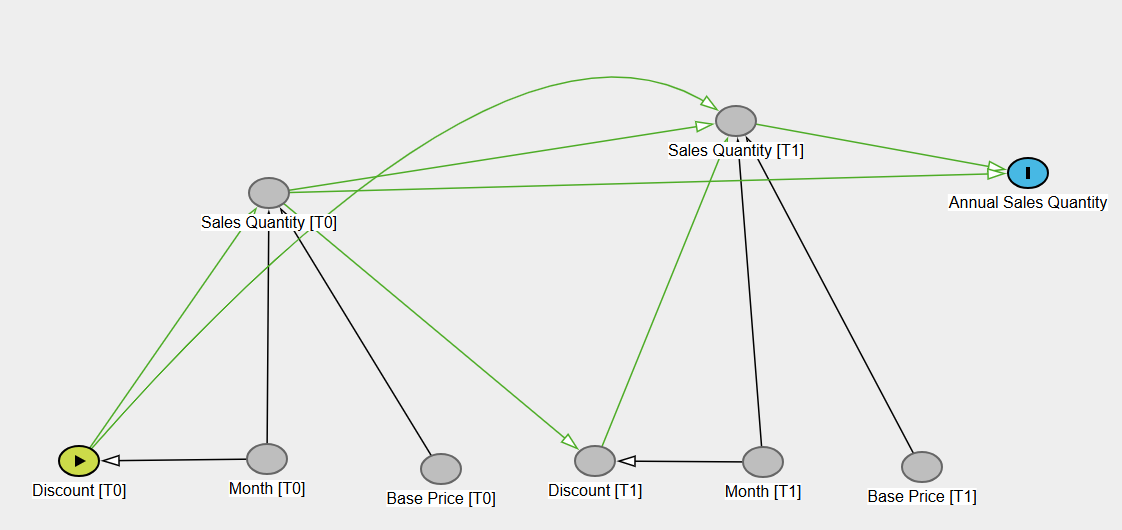 Sales Quantity [T1]
Annual Sales Quantity
Sales Quantity [T0]
Discount [T0]
Month [T0]
Base Price [T0]
Discount [T1]
Month [T1]
Base Price [T1]